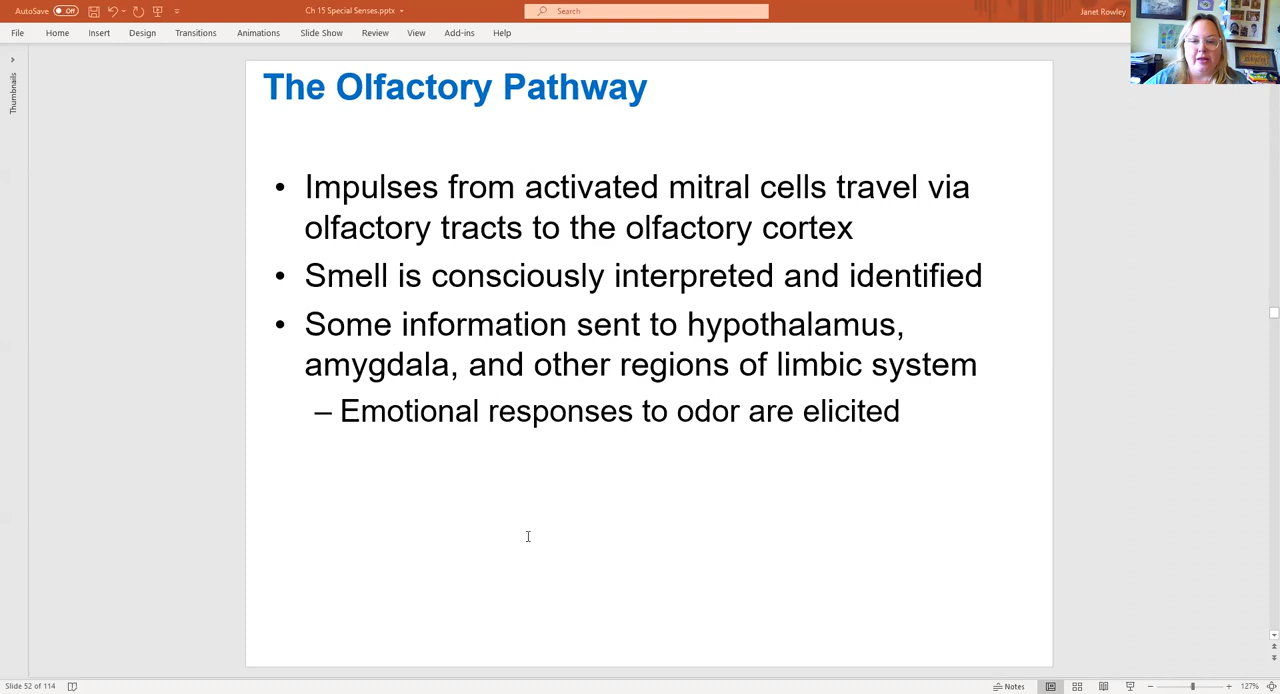 AutoSave Off Ch 15 Special Senses.pptx Search Janet Rowley
File Home Insert Design Transitions Animations Slide Show Review View Add-ins Help
Thumbnails
The Olfactory Pathway
• Impulses from activated mitral cells travel via
olfactory tracts to the olfactory cortex
• Smell is consciously interpreted and identified
• Some information sent to hypothalamus,
amygdala, and other regions of limbic system
– Emotional responses to odor are elicited
Slide 52 of 114 Notes 127%